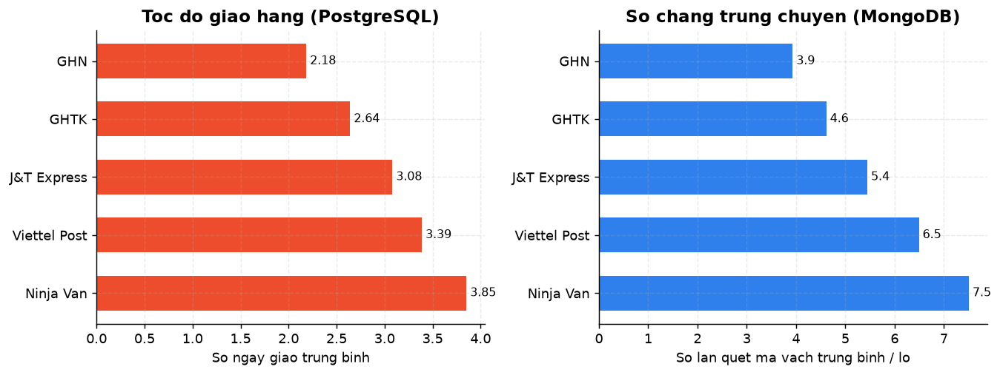 Toc do giao hang (PostgreSQL)
GHN
2.18
GHTK
2.64
J&T Express
3.08
Viettel Post
3.39
Ninja Van
3.85
0.0 0.5 1.0 1.5 2.0 2.5 3.0 3.5 4.0
So ngay giao trung binh
So chang trung chuyen (MongoDB)
GHN
3.9
GHTK
4.6
J&T Express
5.4
Viettel Post
6.5
Ninja Van
7.5
0 1 2 3 4 5 6 7
So lan quet ma vach trung binh / lo